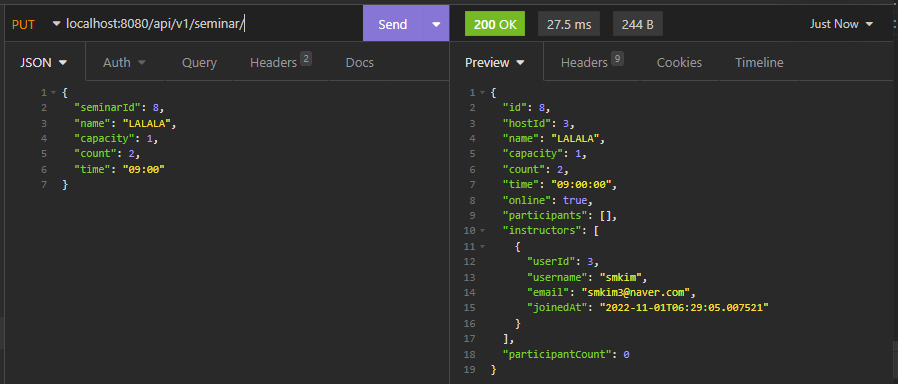 PUT localhost:8080/api/v1/seminar/ Send 200 OK 27.5 ms 244 B Just Now
JSON Auth Query Headers 2 Docs Preview Headers 9 Cookies Timeline
1 {
2 "seminarId": 8,
3 "name": "LALALA",
4 "capacity": 1,
5 "count": 2,
6 "time": "09:00"
7 }
1 {
2 "id": 8,
3 "hostId": 3,
4 "name": "LALALA",
5 "capacity": 1,
6 "count": 2,
7 "time": "09:00:00",
8 "online": true,
9 "participants": [],
10 "instructors": [
11 {
12 "userId": 3,
13 "username": "smkim",
14 "email": "smkim3@naver.com",
15 "joinedAt": "2022-11-01T06:29:05.007521"
16 }
17 ],
18 "participantCount": 0
19 }